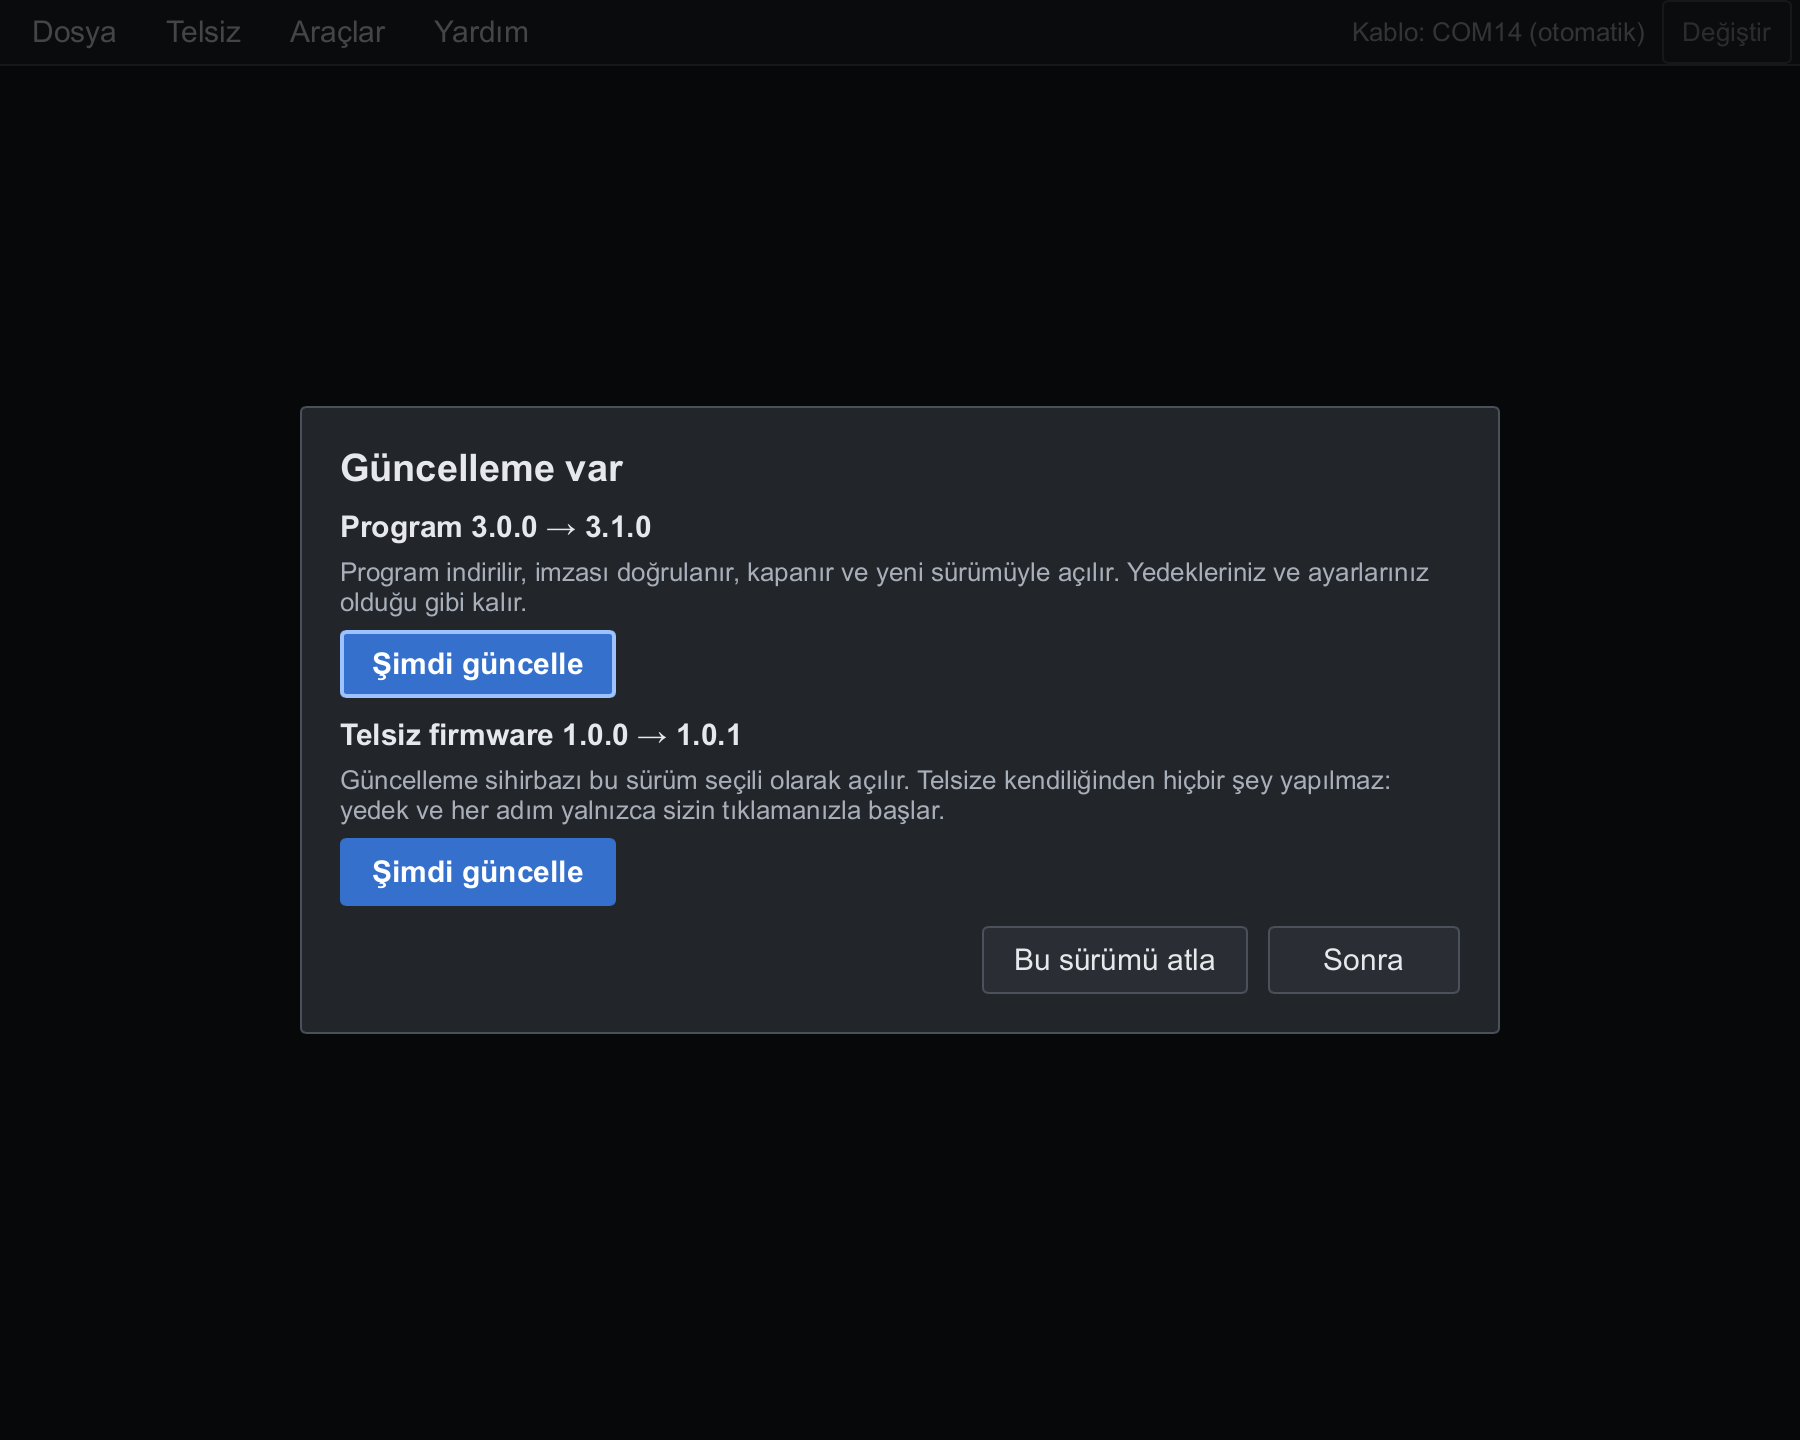 Dosya Telsiz Araçlar Yardım Kablo: COM14 (otomatik) Değiştir
Güncelleme var
Program 3.0.0 → 3.1.0
Program indirilir, imzası doğrulanır, kapanır ve yeni sürümüyle açılır. Yedekleriniz ve ayarlarınız
olduğu gibi kalır.
Şimdi güncelle
Telsiz firmware 1.0.0 → 1.0.1
Güncelleme sihirbazı bu sürüm seçili olarak açılır. Telsize kendiliğinden hiçbir şey yapılmaz:
yedek ve her adım yalnızca sizin tıklamanızla başlar.
Şimdi güncelle
Bu sürümü atla Sonra